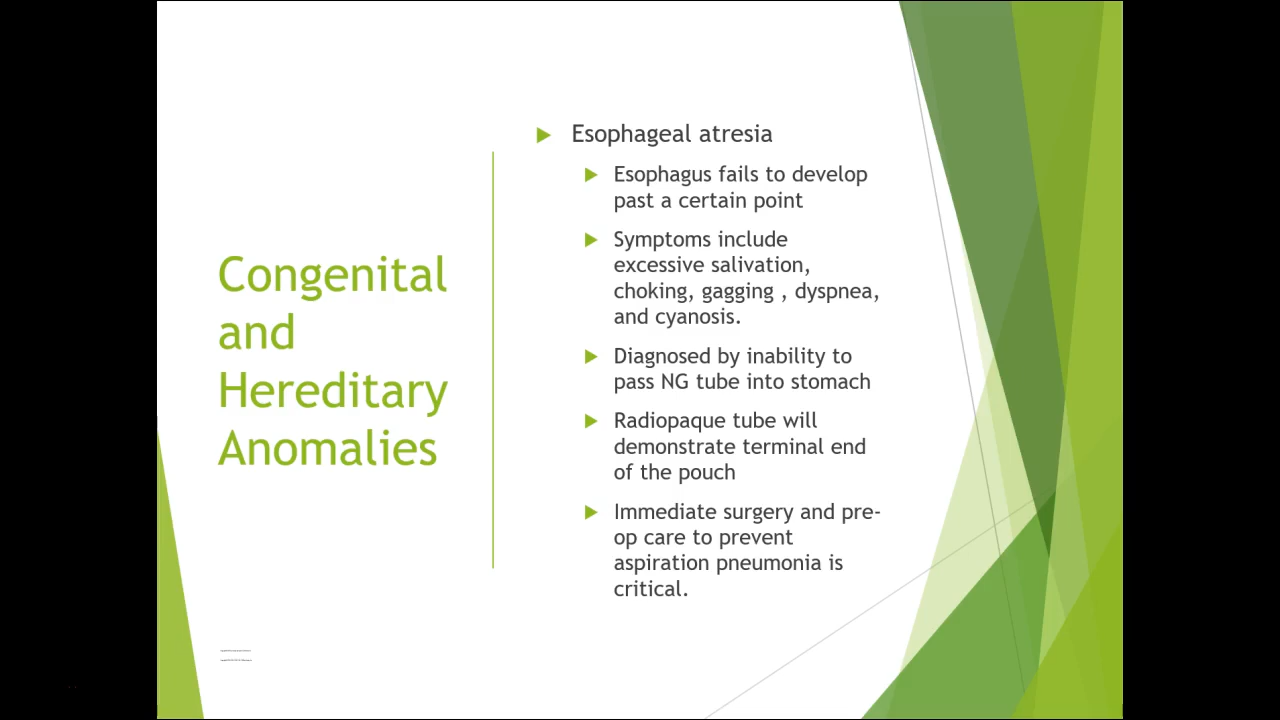 Congenital
and
Hereditary
Anomalies
Esophageal atresia
Esophagus fails to develop
past a certain point
Symptoms include
excessive salivation,
choking, gagging , dyspnea,
and cyanosis.
Diagnosed by inability to
pass NG tube into stomach
Radiopaque tube will
demonstrate terminal end
of the pouch
Immediate surgery and pre-
op care to prevent
aspiration pneumonia is
critical.